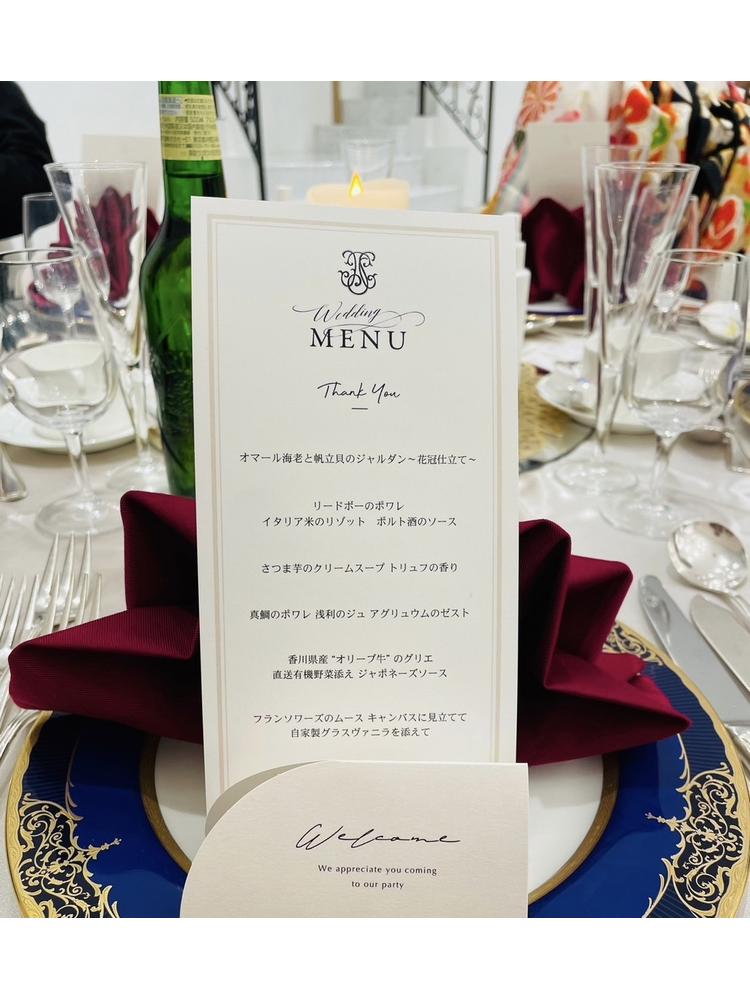 Wedding
MENU
Thank You
オマール海老と帆立貝のジャルダン～花冠仕立て～
リードボーのポワレ
イタリア米のリゾット　ポルト酒のソース
さつま芋のクリームスープ トリュフの香り
真鯛のポワレ 浅利のジュ アグリュウムのゼスト
香川県産 “オリーブ牛” のグリエ
直送有機野菜添え ジャポネーズソース
フランソワーズのムース キャンバスに見立てて
自家製グラスヴァニラを添えて
Welcome
We appreciate you coming
to our party